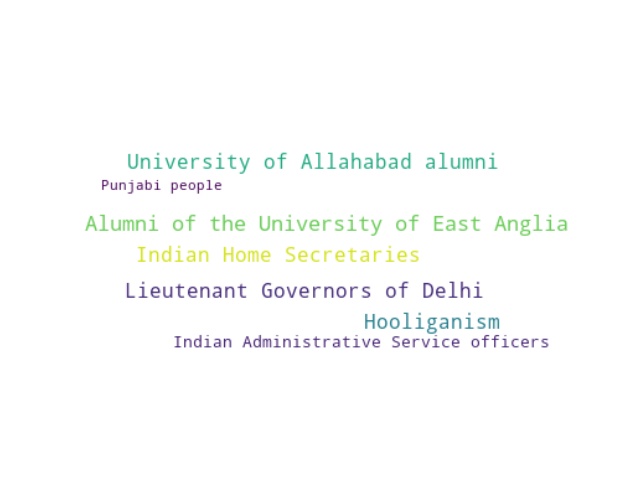 University of Allahabad alumni
Punjabi people
Alumni of the University of East Anglia
Indian Home Secretaries
Lieutenant Governors of Delhi
Hooliganism
Indian Administrative Service officers